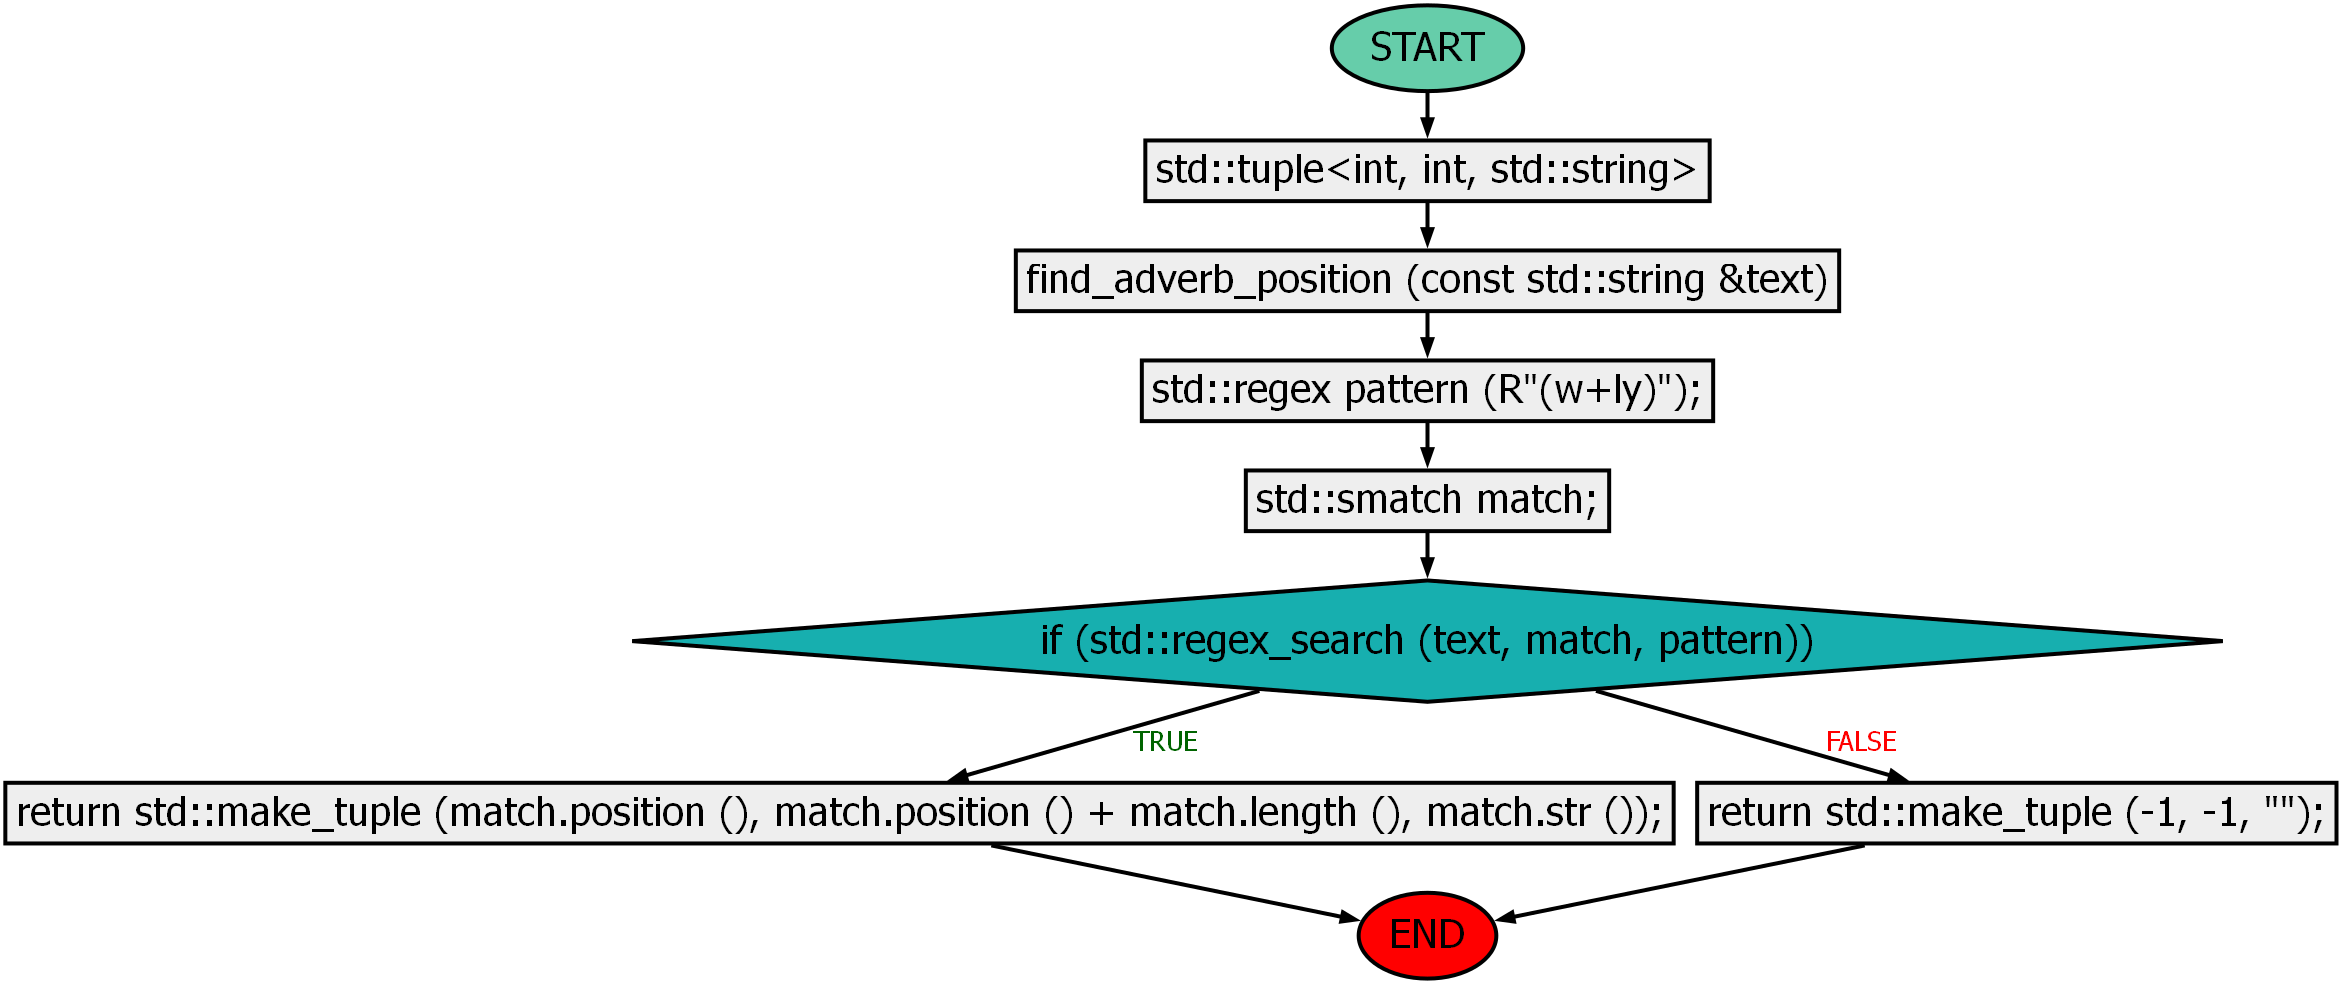 START
std::tuple<int, int, std::string>
find_adverb_position (const std::string &text)
std::regex pattern (R"(w+ly)");
std::smatch match;
if (std::regex_search (text, match, pattern))
TRUE
FALSE
return std::make_tuple (match.position (), match.position () + match.length (), match.str ());
return std::make_tuple (-1, -1, "");
END